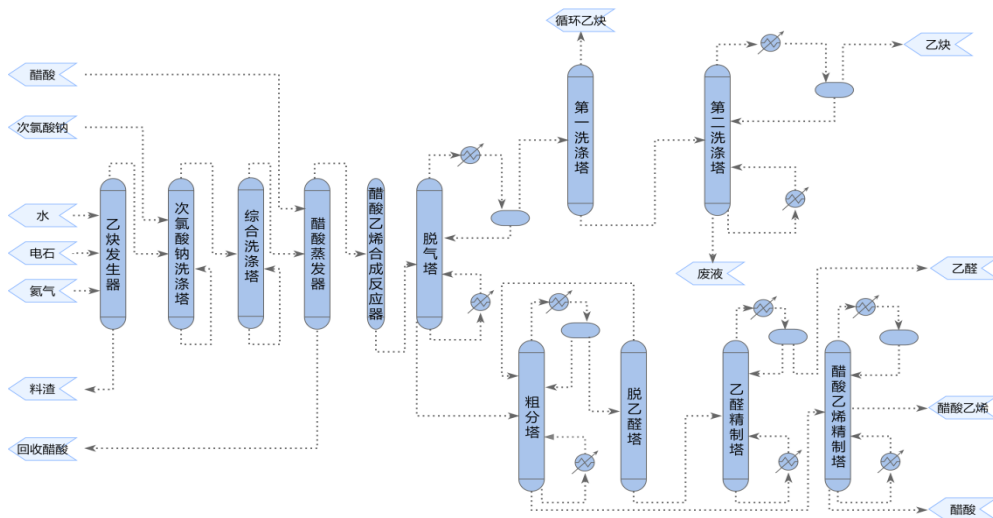 循环乙炔
乙炔
醋酸
次氯酸钠
水
电石
氦气
料渣
回收醋酸
乙炔发生器
次氯酸钠洗涤塔
综合洗涤塔
醋酸蒸发器
醋酸乙烯合成反应器
脱气塔
第一洗涤塔
第二洗涤塔
废液
乙醛
粗分塔
脱乙醛塔
乙醛精制塔
醋酸乙烯精制塔
醋酸乙烯
醋酸